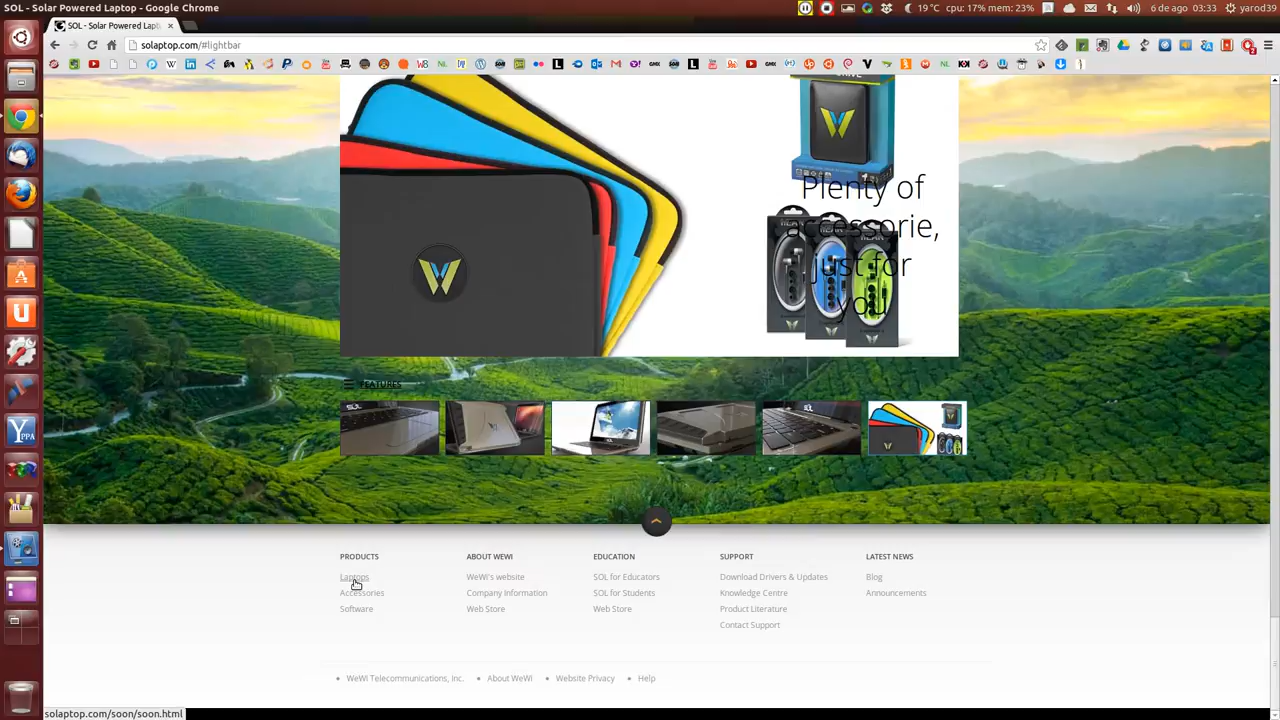 SOL - Solar Powered Laptop - Google Chrome
19 °C cpu: 17% mem: 23%
6 de ago 03:33
yarod39
SOL - Solar Powered Lapt
solaptop.com/#lightbar
Plenty of
accessorie,
just for
you
FEATURES
PRODUCTS
Laptops
Accessories
Software
ABOUT WEWI
WeWi's website
Company Information
Web Store
EDUCATION
SOL for Educators
SOL for Students
Web Store
SUPPORT
Download Drivers & Updates
Knowledge Centre
Product Literature
Contact Support
LATEST NEWS
Blog
Announcements
WeWi Telecommunications, Inc.
About WeWi
Website Privacy
Help
solaptop.com/soon/soon.html